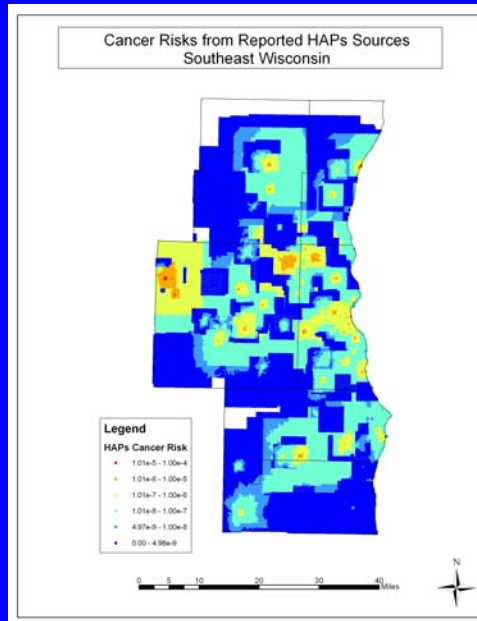 Cancer Risks from Reported HAPs Sources
Southeast Wisconsin
Legend
HAPs Cancer Risk
1.01e-5 - 1.00e-4
1.01e-6 - 1.00e-5
1.01e-7 - 1.00e-6
1.01e-8 - 1.00e-7
4.97e-9 - 1.00e-8
0.00 - 4.96e-9
N
0 5 10 20 30 40
Miles